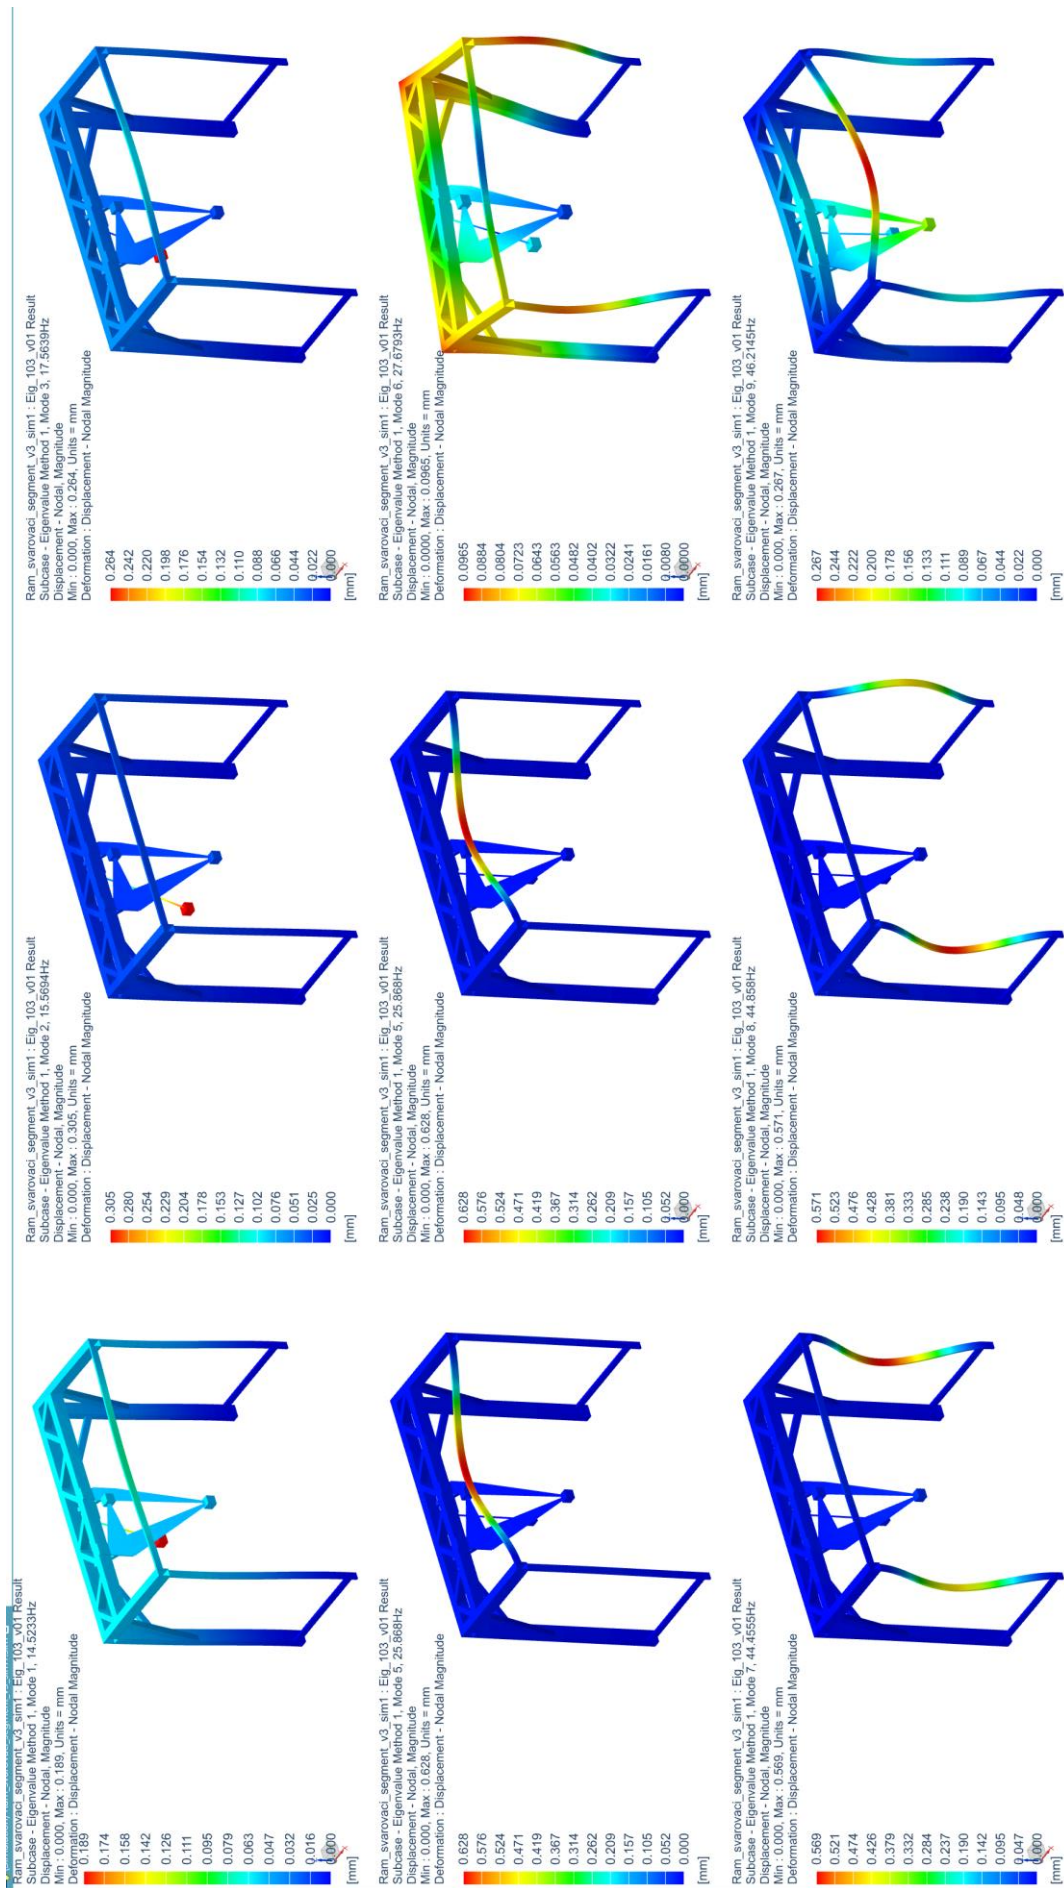 Ram_svarovaci_segment_v3_sim1 : Eig_103_v01 Result
Subcase - Eigenvalue Method 1, Mode 1, 14.5233Hz
Displacement - Nodal, Magnitude
Min : 0.000, Max : 0.189, Units = mm
Deformation : Displacement - Nodal Magnitude
0.189
0.174
0.158
0.142
0.126
0.111
0.095
0.079
0.063
0.047
0.032
0.016
0.000
[mm]
Ram_svarovaci_segment_v3_sim1 : Eig_103_v01 Result
Subcase - Eigenvalue Method 1, Mode 2, 15.5694Hz
Displacement - Nodal, Magnitude
Min : 0.000, Max : 0.305, Units = mm
Deformation : Displacement - Nodal Magnitude
0.305
0.280
0.254
0.229
0.204
0.178
0.153
0.127
0.102
0.076
0.051
0.025
0.000
[mm]
Ram_svarovaci_segment_v3_sim1 : Eig_103_v01 Result
Subcase - Eigenvalue Method 1, Mode 3, 17.5639Hz
Displacement - Nodal, Magnitude
Min : 0.000, Max : 0.264, Units = mm
Deformation : Displacement - Nodal Magnitude
0.264
0.242
0.220
0.198
0.176
0.154
0.132
0.110
0.088
0.066
0.044
0.022
0.000
[mm]
Ram_svarovaci_segment_v3_sim1 : Eig_103_v01 Result
Subcase - Eigenvalue Method 1, Mode 5, 25.868Hz
Displacement - Nodal, Magnitude
Min : 0.000, Max : 0.628, Units = mm
Deformation : Displacement - Nodal Magnitude
0.628
0.576
0.524
0.471
0.419
0.367
0.314
0.262
0.209
0.157
0.105
0.052
0.000
[mm]
Ram_svarovaci_segment_v3_sim1 : Eig_103_v01 Result
Subcase - Eigenvalue Method 1, Mode 5, 25.868Hz
Displacement - Nodal, Magnitude
Min : 0.000, Max : 0.628, Units = mm
Deformation : Displacement - Nodal Magnitude
0.628
0.576
0.524
0.471
0.419
0.367
0.314
0.262
0.209
0.157
0.105
0.052
0.000
[mm]
Ram_svarovaci_segment_v3_sim1 : Eig_103_v01 Result
Subcase - Eigenvalue Method 1, Mode 6, 27.6793Hz
Displacement - Nodal, Magnitude
Min : 0.0000, Max : 0.0965, Units = mm
Deformation : Displacement - Nodal Magnitude
0.0965
0.0884
0.0804
0.0723
0.0643
0.0563
0.0482
0.0402
0.0322
0.0241
0.0161
0.0080
0.0000
[mm]
Ram_svarovaci_segment_v3_sim1 : Eig_103_v01 Result
Subcase - Eigenvalue Method 1, Mode 7, 44.4555Hz
Displacement - Nodal, Magnitude
Min : 0.000, Max : 0.569, Units = mm
Deformation : Displacement - Nodal Magnitude
0.569
0.521
0.474
0.426
0.379
0.332
0.284
0.237
0.190
0.142
0.095
0.047
0.000
[mm]
Ram_svarovaci_segment_v3_sim1 : Eig_103_v01 Result
Subcase - Eigenvalue Method 1, Mode 8, 44.858Hz
Displacement - Nodal, Magnitude
Min : 0.000, Max : 0.571, Units = mm
Deformation : Displacement - Nodal Magnitude
0.571
0.523
0.476
0.428
0.381
0.333
0.285
0.238
0.190
0.143
0.095
0.048
0.000
[mm]
Ram_svarovaci_segment_v3_sim1 : Eig_103_v01 Result
Subcase - Eigenvalue Method 1, Mode 9, 46.2145Hz
Displacement - Nodal, Magnitude
Min : 0.000, Max : 0.267, Units = mm
Deformation : Displacement - Nodal Magnitude
0.267
0.244
0.222
0.200
0.178
0.156
0.133
0.111
0.089
0.067
0.044
0.022
0.000
[mm]